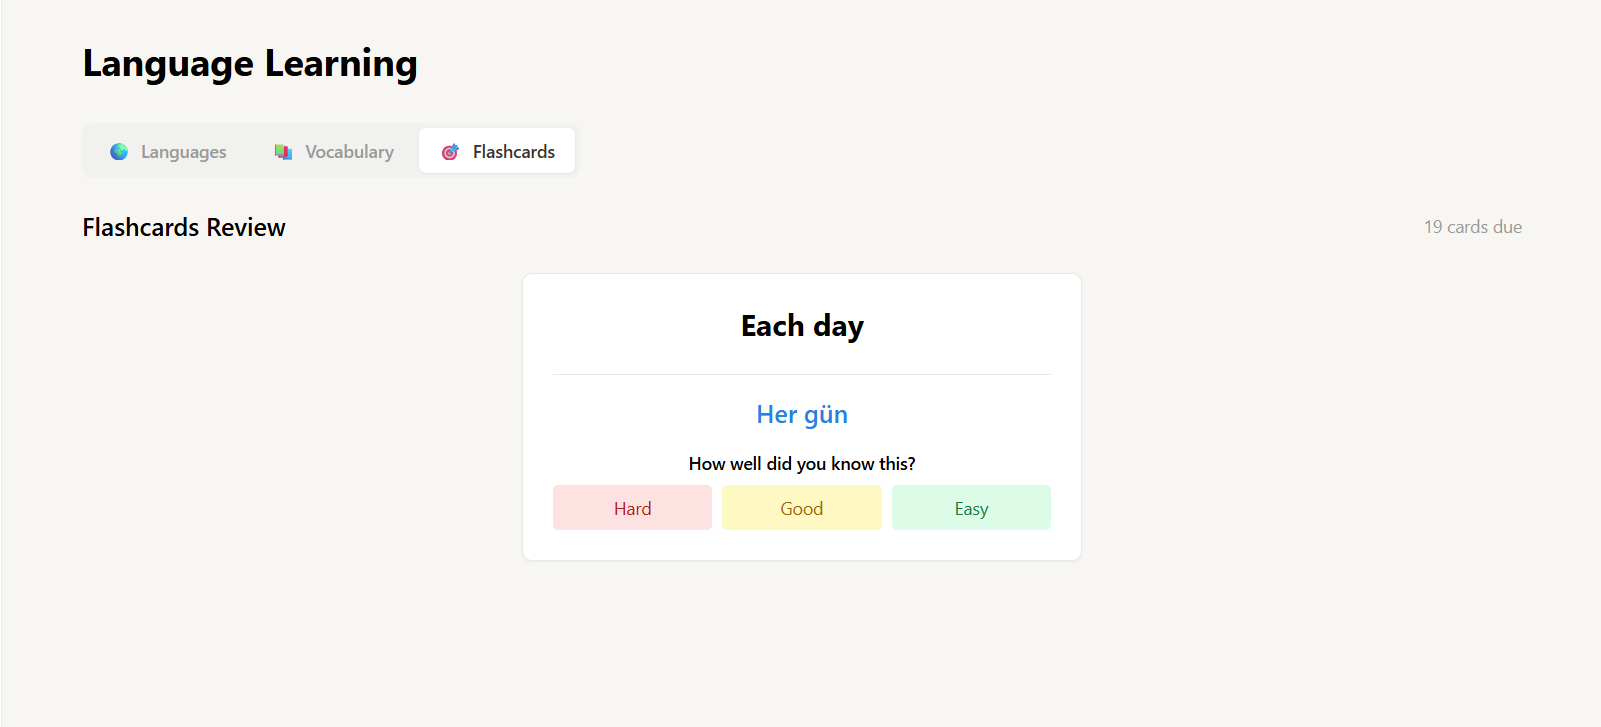 Language Learning
Languages Vocabulary Flashcards
Flashcards Review
19 cards due
Each day
Her gün
How well did you know this?
Hard Good Easy